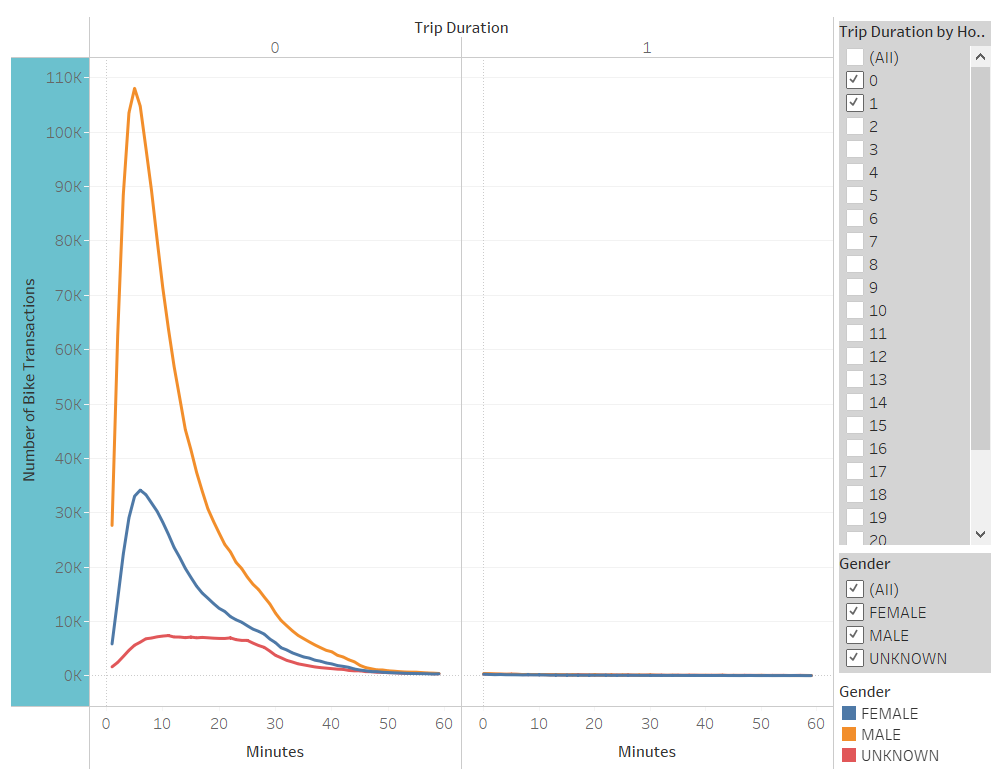 Trip Duration
0
1
Number of Bike Transactions
110K
100K
90K
80K
70K
60K
50K
40K
30K
20K
10K
0K
0 10 20 30 40 50 60
Minutes
0 10 20 30 40 50 60
Minutes
Trip Duration by Ho..
(All)
0
1
2
3
4
5
6
7
8
9
10
11
12
13
14
15
16
17
18
19
20
Gender
(All)
FEMALE
MALE
UNKNOWN
Gender
FEMALE
MALE
UNKNOWN